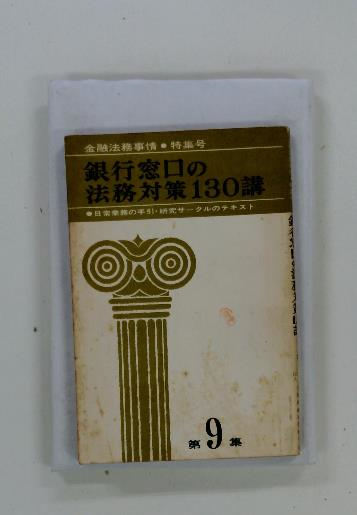 金融法務事情●特集号
銀行窓口の
法務対策130講
●日常業務の手引・研究サークルのテキスト
第9集